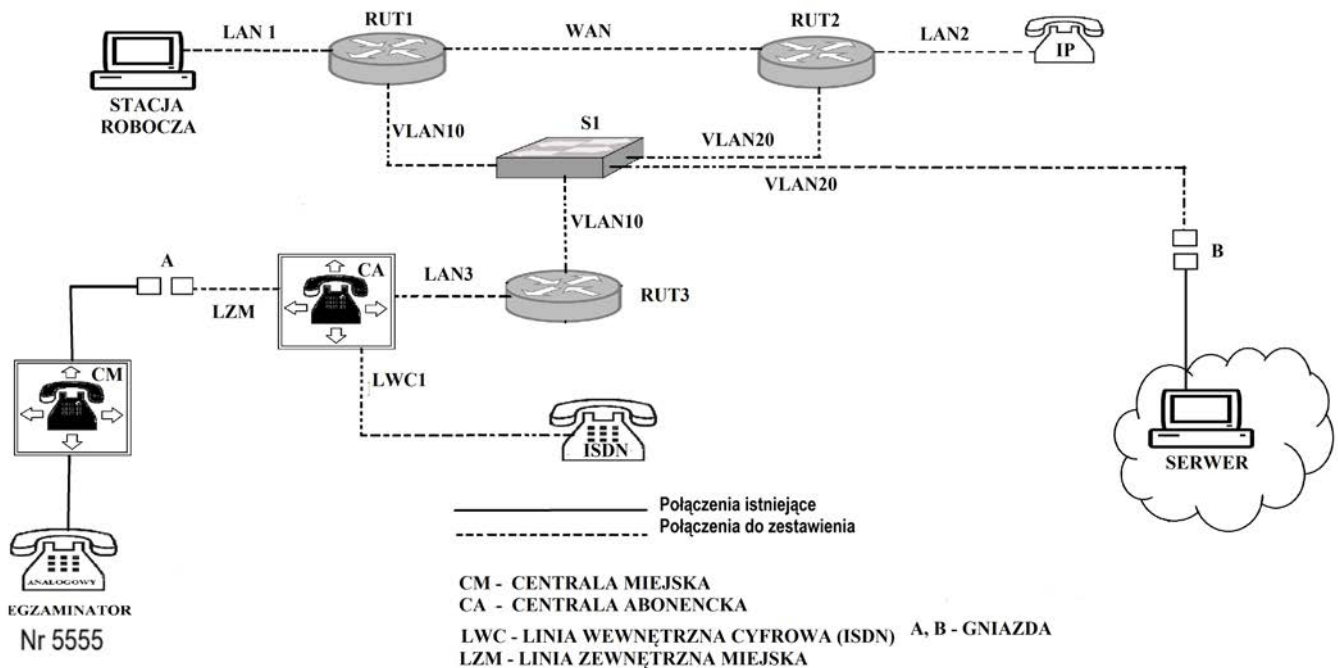 RUT1
RUT2
LAN 1
WAN
LAN2
IP
STACJA
ROBOCZA
VLAN10
S1
VLAN20
VLAN20
VLAN10
A
CA
LAN3
RUT3
B
LZM
CM
LWC1
ISDN
SERWER
Połączenia istniejące
Połączenia do zestawienia
ANALOGOWY
EGZAMINATOR
Nr 5555
CM - CENTRALA MIEJSKA
CA - CENTRALA ABONENCKA
LWC - LINIA WEWNĘTRZNA CYFROWA (ISDN) A, B - GNIAZDA
LZM - LINIA ZEWNĘTRZNA MIEJSKA